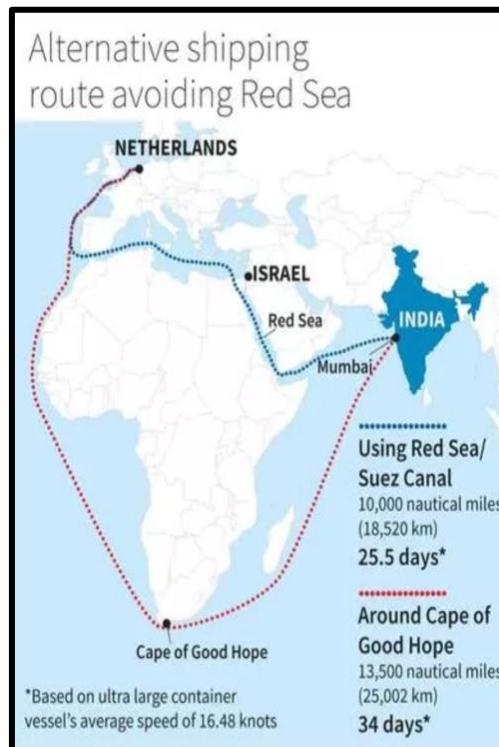 Alternative shipping
route avoiding Red Sea
NETHERLANDS
ISRAEL
Red Sea
INDIA
Mumbai
Using Red Sea/
Suez Canal
10,000 nautical miles
(18,520 km)
25.5 days*
Around Cape of
Good Hope
13,500 nautical miles
(25,002 km)
34 days*
Cape of Good Hope
*Based on ultra large container
vessel's average speed of 16.48 knots